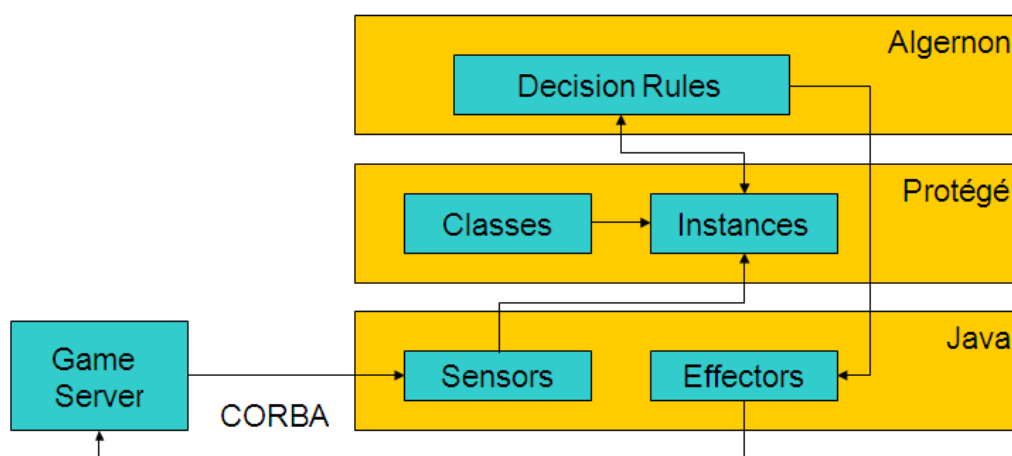 Algernon
Decision Rules
Protégé
Classes
Instances
Java
Game
Server
Sensors
Effectors
CORBA